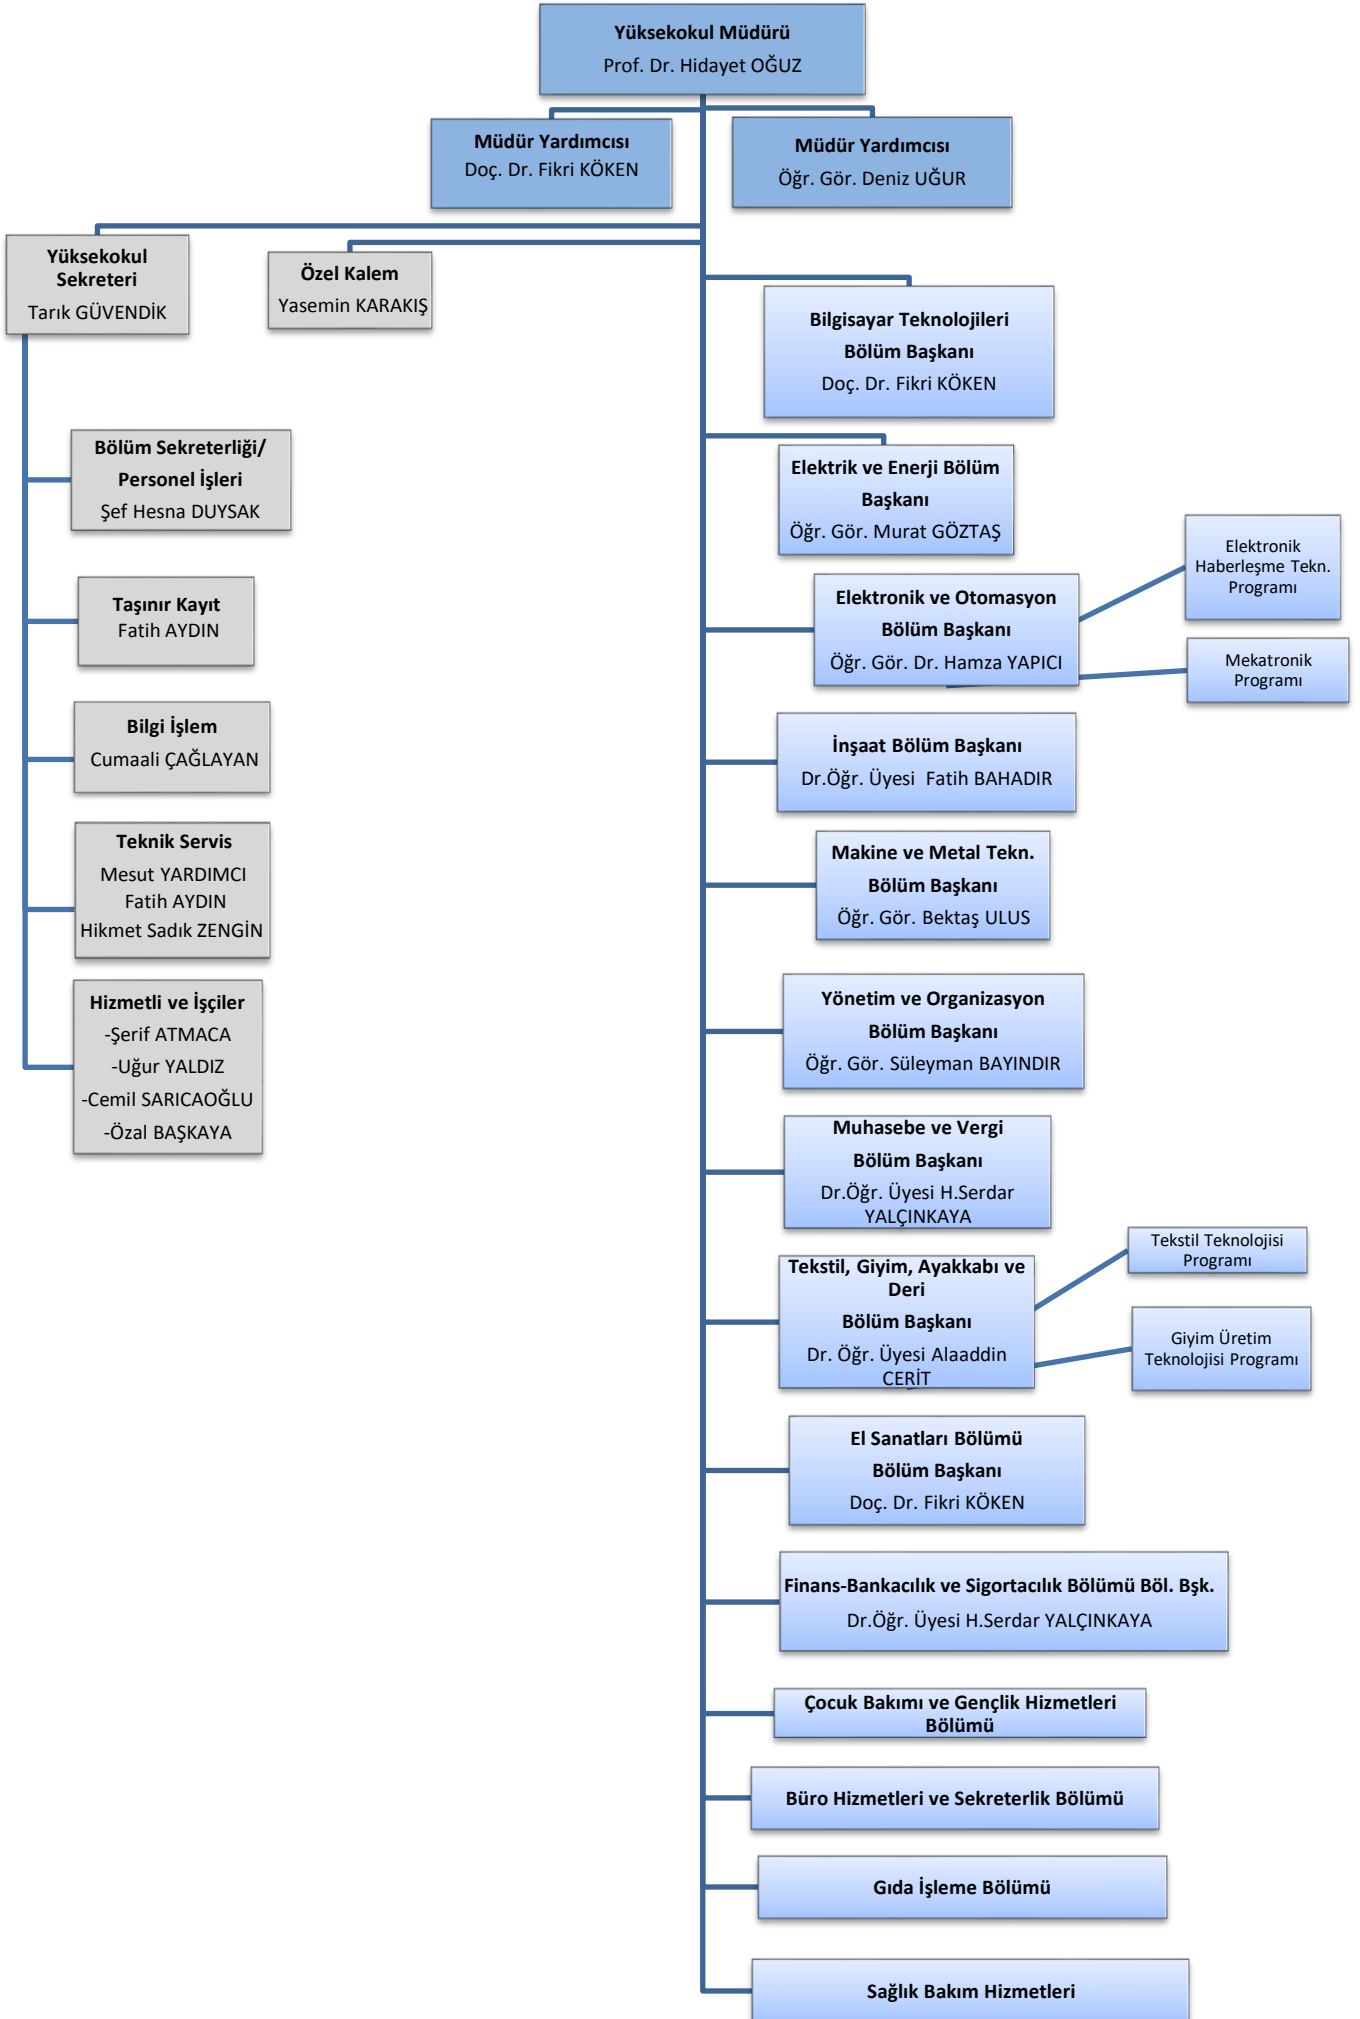 Yüksekokul Müdürü
Prof. Dr. Hidayet OĞUZ
Müdür Yardımcısı
Doç. Dr. Fikri KÖKEN
Müdür Yardımcısı
Öğr. Gör. Deniz UĞUR
Yüksekokul
Sekreteri
Tarık GÜVENDİK
Özel Kalem
Yasemin KARAKIŞ
Bölüm Sekreterliği/
Personel İşleri
Şef Hesna DUYSAK
Taşınır Kayıt
Fatih AYDIN
Bilgi İşlem
Cumaali ÇAĞLAYAN
Teknik Servis
Mesut YARDIMCI
Fatih AYDIN
Hikmet Sadık ZENGİN
Hizmetli ve İşçiler
-Şerif ATMACA
-Uğur YALDIZ
-Cemil SARICAOĞLU
-Özal BAŞKAYA
Bilgisayar Teknolojileri
Bölüm Başkanı
Doç. Dr. Fikri KÖKEN
Elektrik ve Enerji Bölüm
Başkanı
Öğr. Gör. Murat GÖZTAŞ
Elektronik ve Otomasyon
Bölüm Başkanı
Öğr. Gör. Dr. Hamza YAPICI
Elektronik
Haberleşme Tekn.
Programı
Mekatronik
Programı
İnşaat Bölüm Başkanı
Dr.Öğr. Üyesi  Fatih BAHADIR
Makine ve Metal Tekn.
Bölüm Başkanı
Öğr. Gör. Bektaş ULUS
Yönetim ve Organizasyon
Bölüm Başkanı
Öğr. Gör. Süleyman BAYINDIR
Muhasebe ve Vergi
Bölüm Başkanı
Dr.Öğr. Üyesi H.Serdar
YALÇINKAYA
Tekstil, Giyim, Ayakkabı ve
Deri
Bölüm Başkanı
Dr. Öğr. Üyesi Alaaddin
CERİT
Tekstil Teknolojisi
Programı
Giyim Üretim
Teknolojisi Programı
El Sanatları Bölümü
Bölüm Başkanı
Doç. Dr. Fikri KÖKEN
Finans-Bankacılık ve Sigortacılık Bölümü Böl. Bşk.
Dr.Öğr. Üyesi H.Serdar YALÇINKAYA
Çocuk Bakımı ve Gençlik Hizmetleri
Bölümü
Büro Hizmetleri ve Sekreterlik Bölümü
Gıda İşleme Bölümü
Sağlık Bakım Hizmetleri